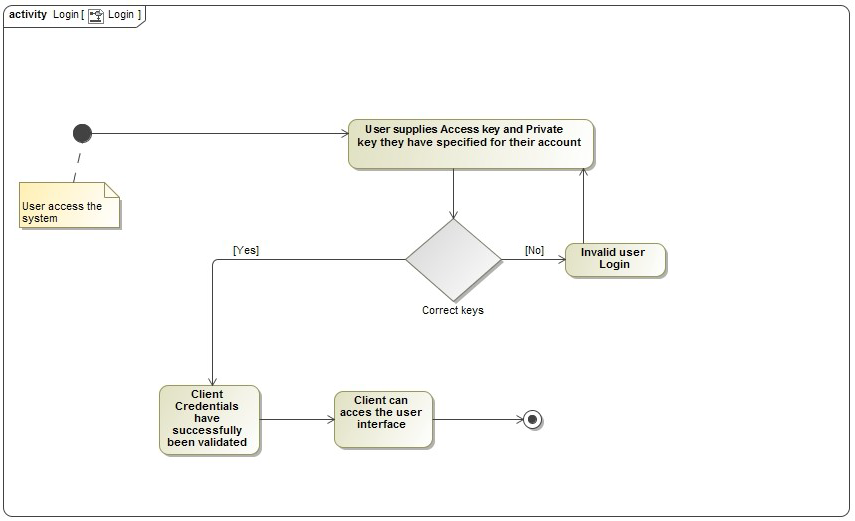 activity Login [ Login ]
User supplies Access key and Private
key they have specified for their account
User access the
system
[Yes]
[No]
Invalid user
Login
Correct keys
Client
Credentials
have
successfully
been validated
Client can
acces the user
interface